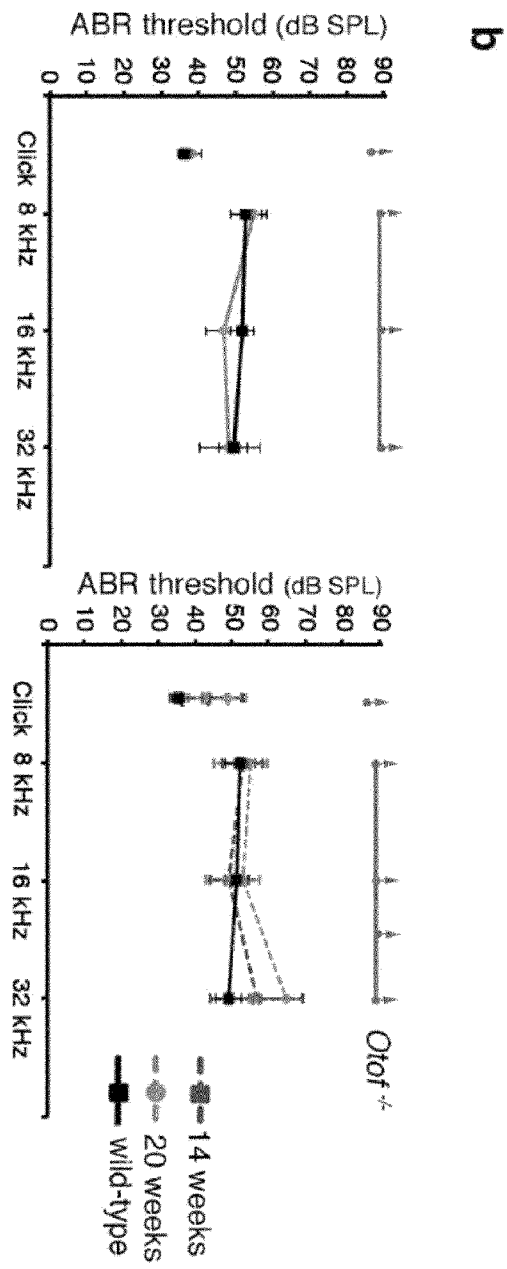 b
ABR threshold (dB SPL)
90
80
70
60
50
40
30
20
10
0
Click 8 kHz 16 kHz 32 kHz
ABR threshold (dB SPL)
90
80
70
60
50
40
30
20
10
0
Click 8 kHz 16 kHz 32 kHz
Otof -/-
14 weeks
20 weeks
wild-type